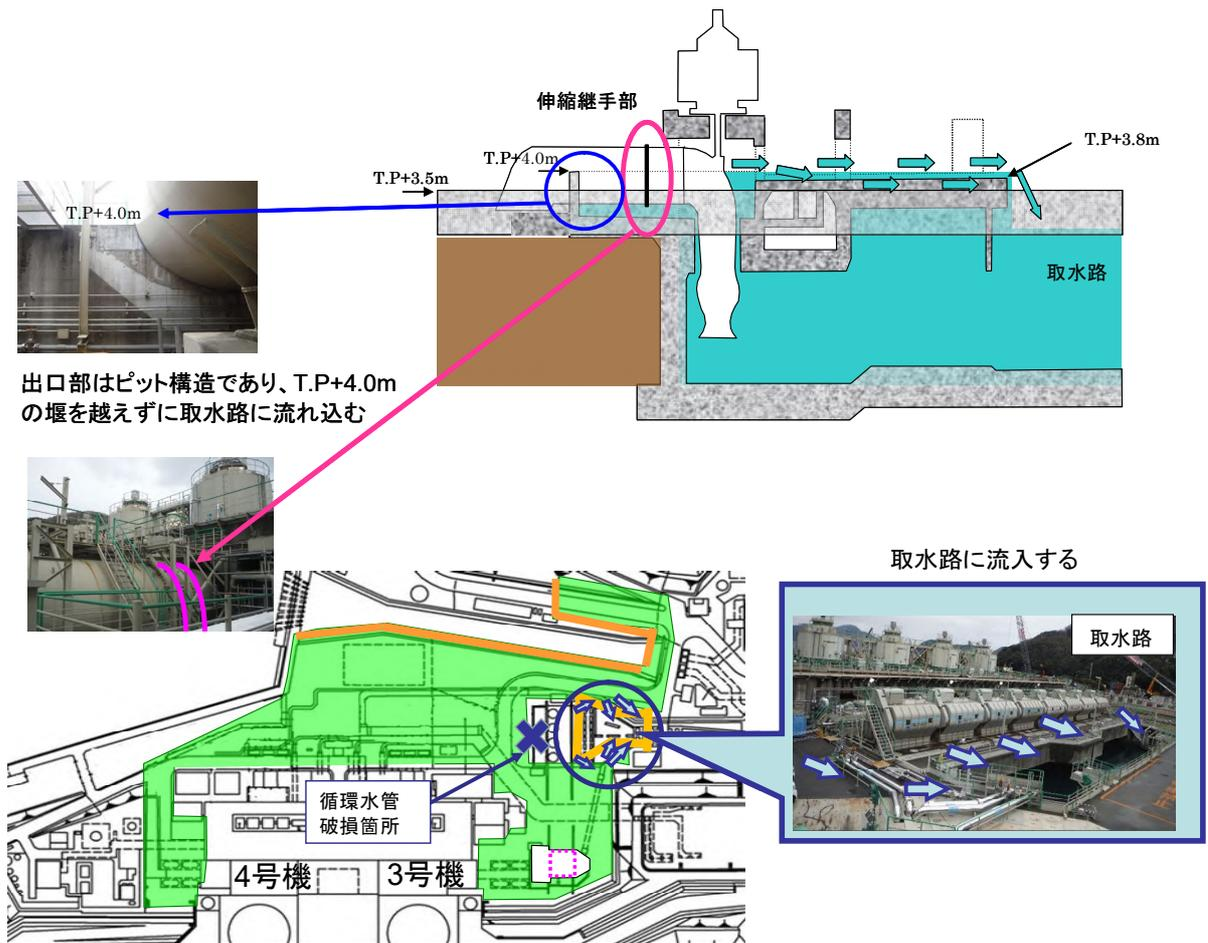 伸縮継手部
T.P+3.8m
T.P+4.0m
T.P+3.5m
T.P+4.0m
取水路
出口部はピット構造であり、T.P+4.0m
の堰を越えずに取水路に流れ込む
取水路に流入する
取水路
循環水管
破損箇所
4号機
3号機